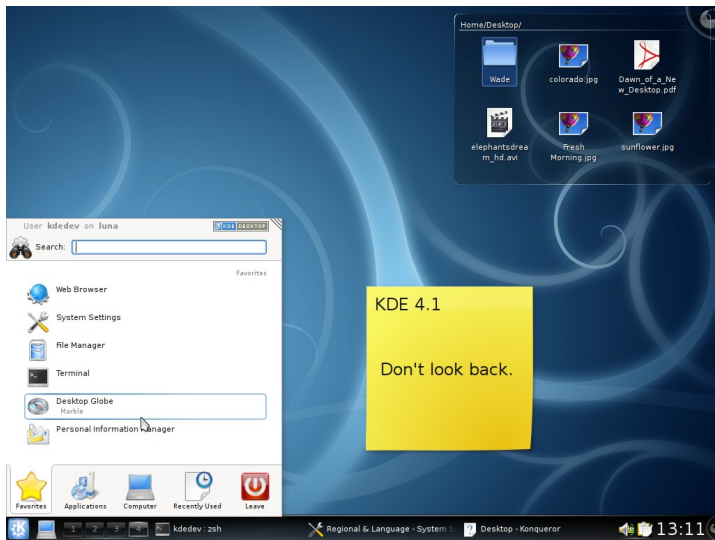 Home/Desktop/
Wade
colorado.jpg
Dawn_of_a_Ne
w_Desktop.pdf
elephantsdrea
m_hd.avi
Fresh
Morning.jpg
sunflower.jpg
User kdedev on luna
KDE DESKTOP
Search:
Favorites
Web Browser
System Settings
File Manager
Terminal
Desktop Globe
Marble
Personal Information Manager
KDE 4.1
Don't look back.
Favorites
Applications
Computer
Recently Used
Leave
1 2 3 4
kdedev : zsh
Regional & Language - System S
Desktop - Konqueror
13:11